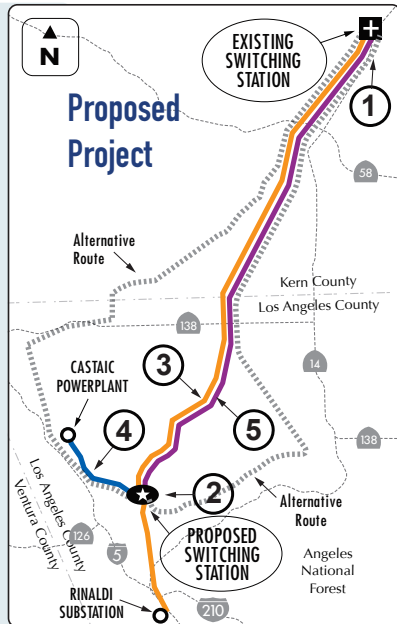 N
EXISTING
SWITCHING
STATION
1
Proposed
Project
58
Alternative
Route
Kern County
Los Angeles County
138
14
CASTAIC
POWERPLANT
3
4
5
138
2
Los Angeles County
Ventura County
126
5
Alternative
Route
PROPOSED
SWITCHING
STATION
Angeles
National
Forest
RINALDI
SUBSTATION
210